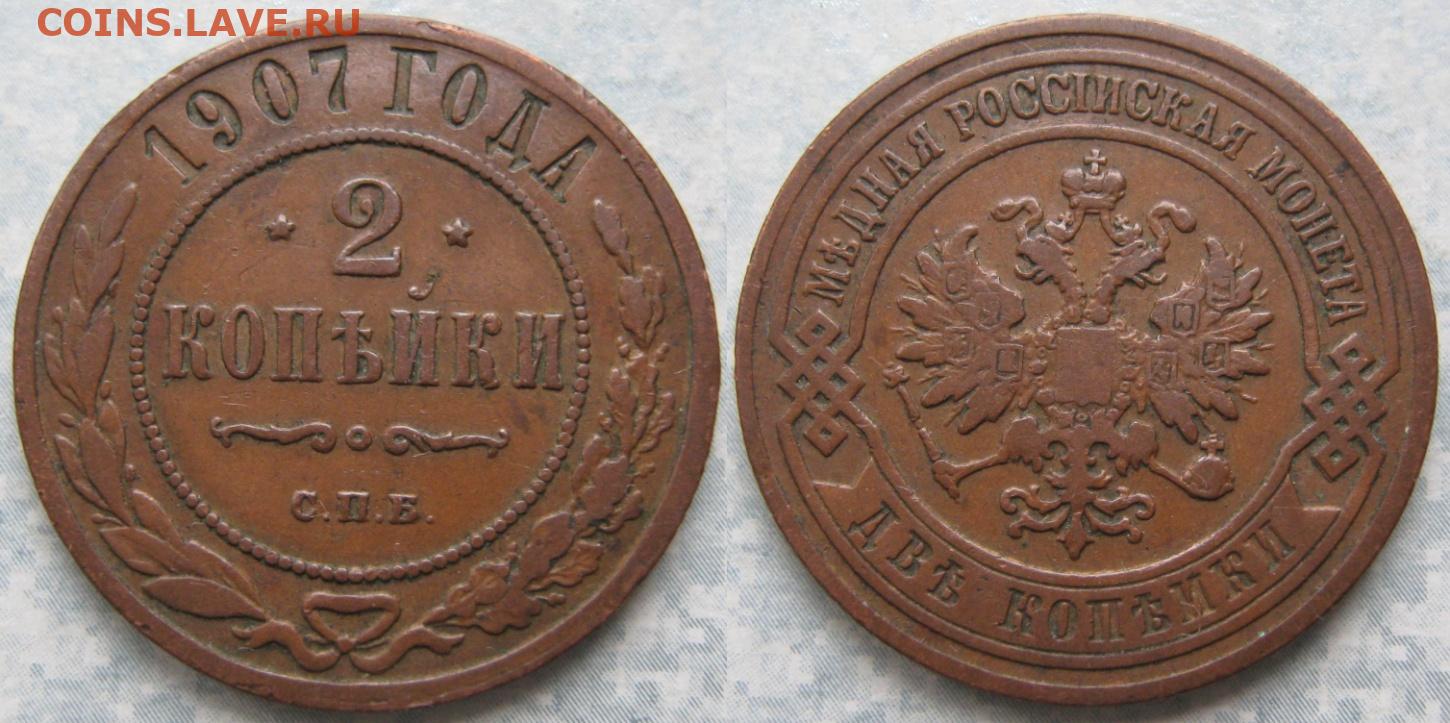 COINS.LAVE.RU
1907 ГОДА
2
КОПѢЙКИ
С.П.Б.
МѢДНАЯ РОССІЙСКАЯ МОНЕТА
ДВѢ КОПѢЙКИ